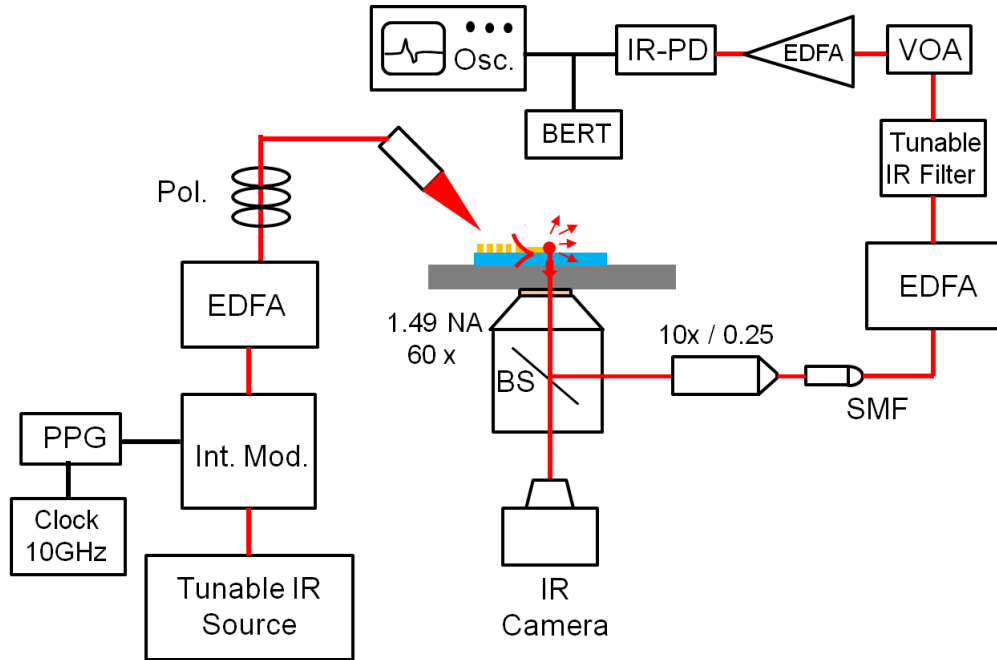 Osc.
IR-PD
EDFA
VOA
BERT
Tunable
IR Filter
Pol.
EDFA
EDFA
1.49 NA
60 x
10x / 0.25
BS
SMF
PPG
Int. Mod.
Clock
10GHz
Tunable IR
Source
IR
Camera